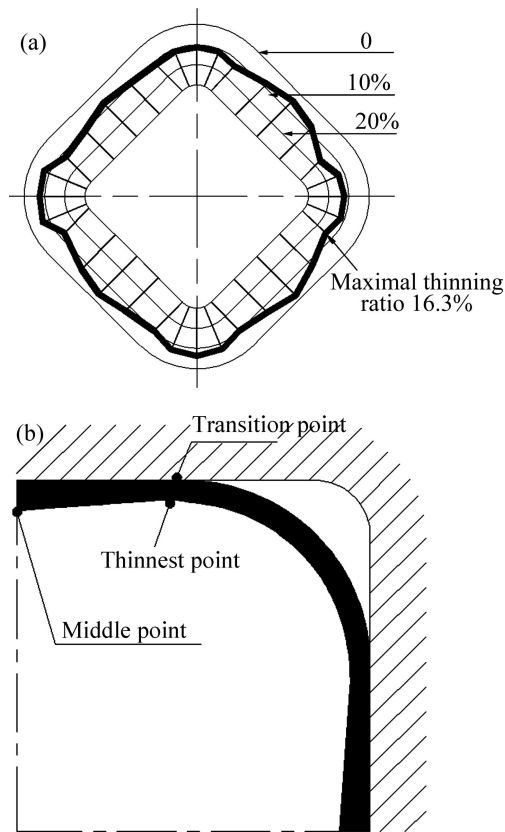 (a)
0
10%
20%
Maximal thinning
ratio 16.3%
(b)
Transition point
Thinnest point
Middle point